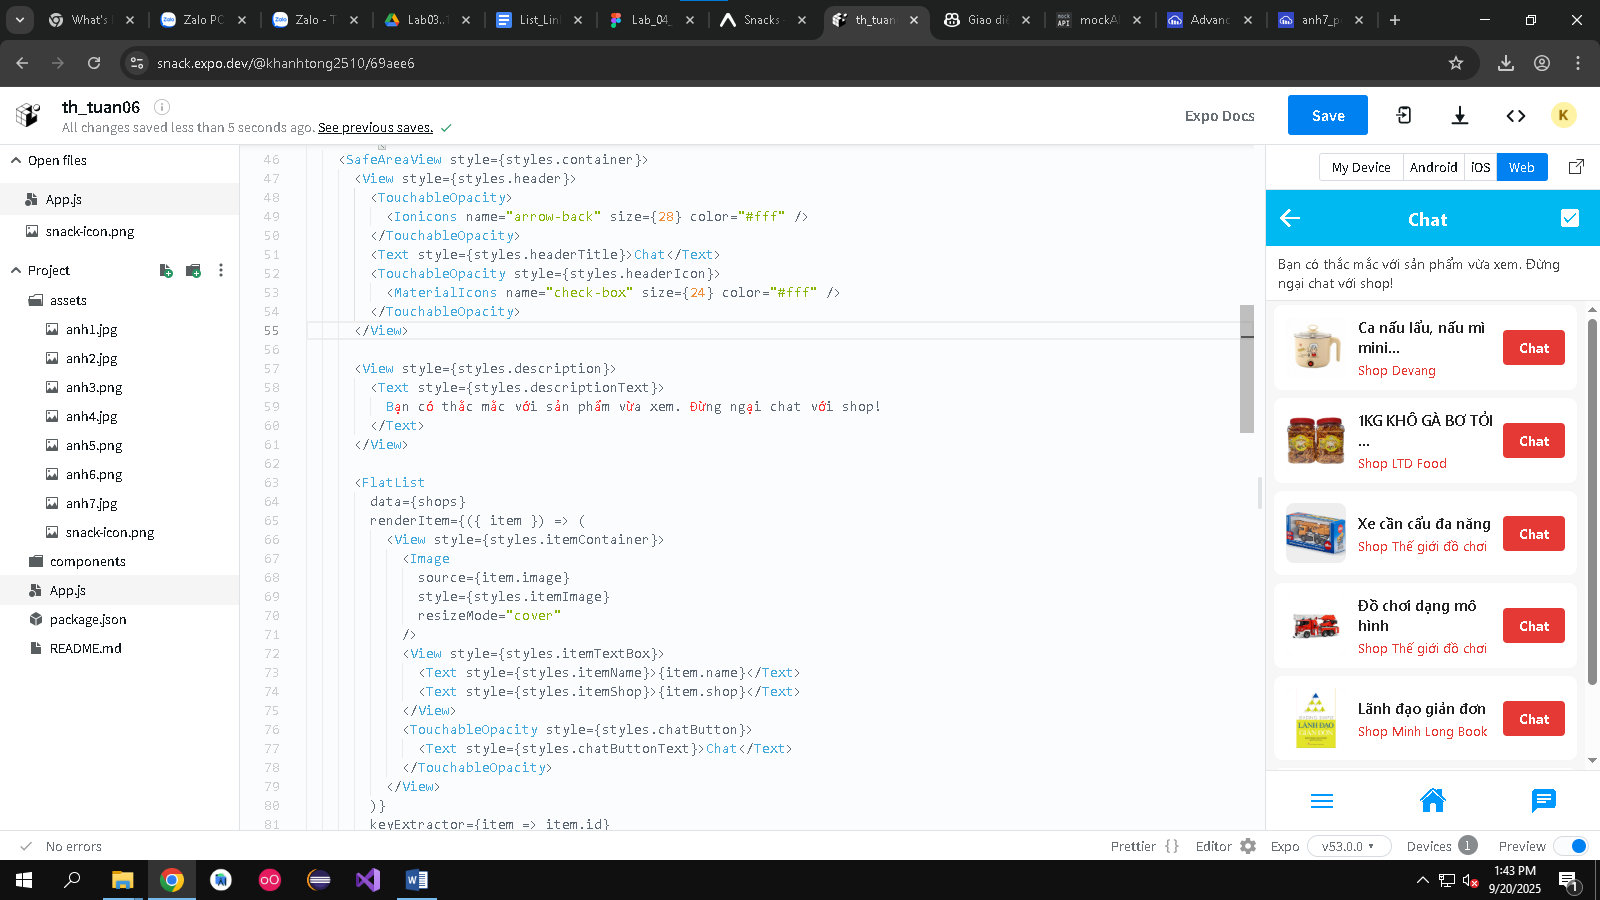 What's
Zalo PC
Zalo - T
Lab03..1
List_Lin
Lab_04_
Snacks
th_tuan
Giao diệ
mock API
mockA
Advanc
anh7_p
snack.expo.dev/@khanhtong2510/69aee6
th_tuan06
All changes saved less than 5 seconds ago. See previous saves.
Expo Docs
Save
K
Open files
App.js
snack-icon.png
Project
assets
anh1.jpg
anh2.jpg
anh3.png
anh4.jpg
anh5.png
anh6.png
anh7.jpg
snack-icon.png
components
App.js
package.json
README.md
46 <SafeAreaView style={styles.container}>
47 <View style={styles.header}>
48 <TouchableOpacity>
49 <Ionicons name="arrow-back" size={28} color="#fff" />
50 </TouchableOpacity>
51 <Text style={styles.headerTitle}>Chat</Text>
52 <TouchableOpacity style={styles.headerIcon}>
53 <MaterialIcons name="check-box" size={24} color="#fff" />
54 </TouchableOpacity>
55 </View>
56
57 <View style={styles.description}>
58 <Text style={styles.descriptionText}>
59 Bạn có thắc mắc với sản phẩm vừa xem. Đừng ngại chat với shop!
60 </Text>
61 </View>
62
63 <FlatList
64 data={shops}
65 renderItem={({ item }) => (
66 <View style={styles.itemContainer}>
67 <Image
68 source={item.image}
69 style={styles.itemImage}
70 resizeMode="cover"
71 />
72 <View style={styles.itemTextBox}>
73 <Text style={styles.itemName}>{item.name}</Text>
74 <Text style={styles.itemShop}>{item.shop}</Text>
75 </View>
76 <TouchableOpacity style={styles.chatButton}>
77 <Text style={styles.chatButtonText}>Chat</Text>
78 </TouchableOpacity>
79 </View>
80 )}
81 keyExtractor={item => item.id}
My Device
Android
iOS
Web
Chat
Bạn có thắc mắc với sản phẩm vừa xem. Đừng
ngại chat với shop!
Ca nấu lẩu, nấu mì
mini...
Shop Devang
Chat
1KG KHÔ GÀ BƠ TỎI
...
Shop LTD Food
Chat
Xe cần cẩu đa năng
Shop Thế giới đồ chơi
Chat
Đồ chơi dạng mô
hình
Shop Thế giới đồ chơi
Chat
LÃNH ĐẠO
GIẢN ĐƠN
Lãnh đạo giản đơn
Shop Minh Long Book
Chat
No errors
Prettier {}
Editor
Expo
v53.0.0
Devices 1
Preview
1:43 PM
9/20/2025
1